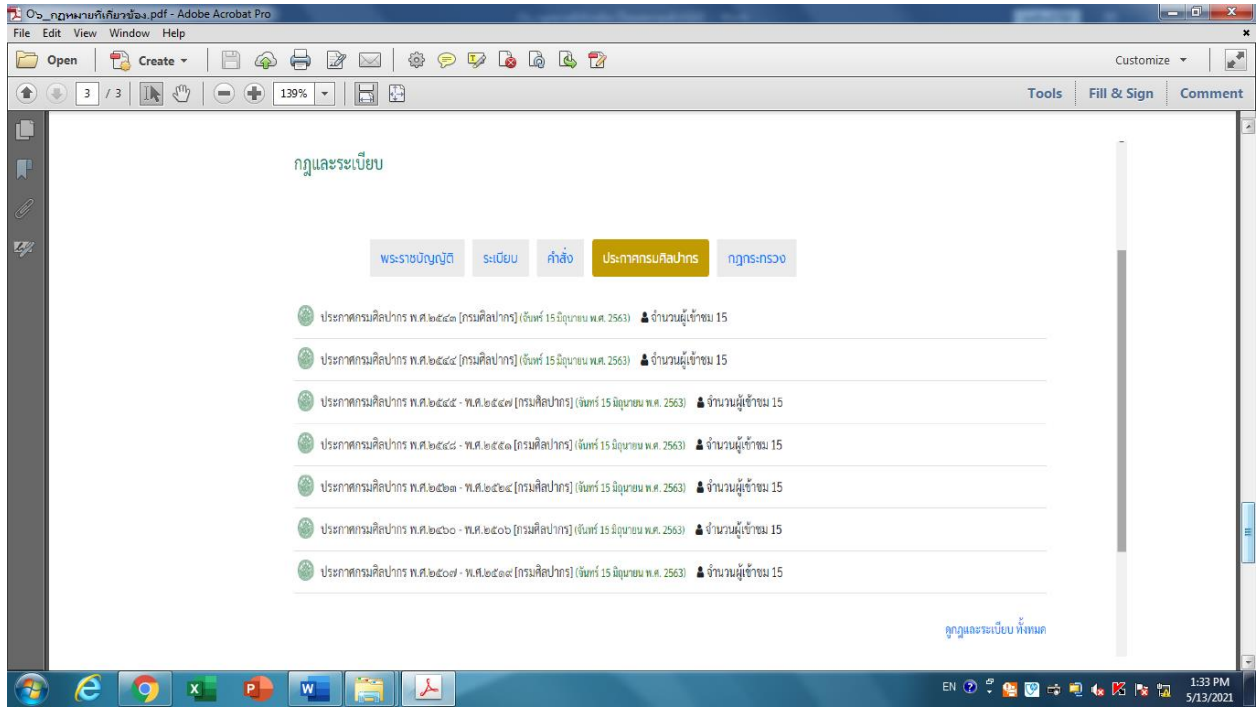 O๖_กฎหมายที่เกี่ยวข้อง.pdf - Adobe Acrobat Pro
File Edit View Window Help
Open Create Customize
3 / 3 139% Tools Fill & Sign Comment
กฎและระเบียบ
พระราชบัญญัติ ระเบียบ คำสั่ง ประกาศกรมศิลปากร กฎกระทรวง
ประกาศกรมศิลปากร พ.ศ.๒๕๔๓ [กรมศิลปากร] (จันทร์ 15 มิถุนายน พ.ศ. 2563) จำนวนผู้เข้าชม 15
ประกาศกรมศิลปากร พ.ศ.๒๕๔๔ [กรมศิลปากร] (จันทร์ 15 มิถุนายน พ.ศ. 2563) จำนวนผู้เข้าชม 15
ประกาศกรมศิลปากร พ.ศ.๒๕๔๕ - พ.ศ.๒๕๔๗ [กรมศิลปากร] (จันทร์ 15 มิถุนายน พ.ศ. 2563) จำนวนผู้เข้าชม 15
ประกาศกรมศิลปากร พ.ศ.๒๕๔๘ - พ.ศ.๒๕๕๑ [กรมศิลปากร] (จันทร์ 15 มิถุนายน พ.ศ. 2563) จำนวนผู้เข้าชม 15
ประกาศกรมศิลปากร พ.ศ.๒๕๒๓ - พ.ศ.๒๕๒๔ [กรมศิลปากร] (จันทร์ 15 มิถุนายน พ.ศ. 2563) จำนวนผู้เข้าชม 15
ประกาศกรมศิลปากร พ.ศ.๒๔๖๐ - พ.ศ.๒๕๐๖ [กรมศิลปากร] (จันทร์ 15 มิถุนายน พ.ศ. 2563) จำนวนผู้เข้าชม 15
ประกาศกรมศิลปากร พ.ศ.๒๕๐๗ - พ.ศ.๒๕๑๙ [กรมศิลปากร] (จันทร์ 15 มิถุนายน พ.ศ. 2563) จำนวนผู้เข้าชม 15
ดูกฎและระเบียบ ทั้งหมด
EN 1:33 PM
5/13/2021